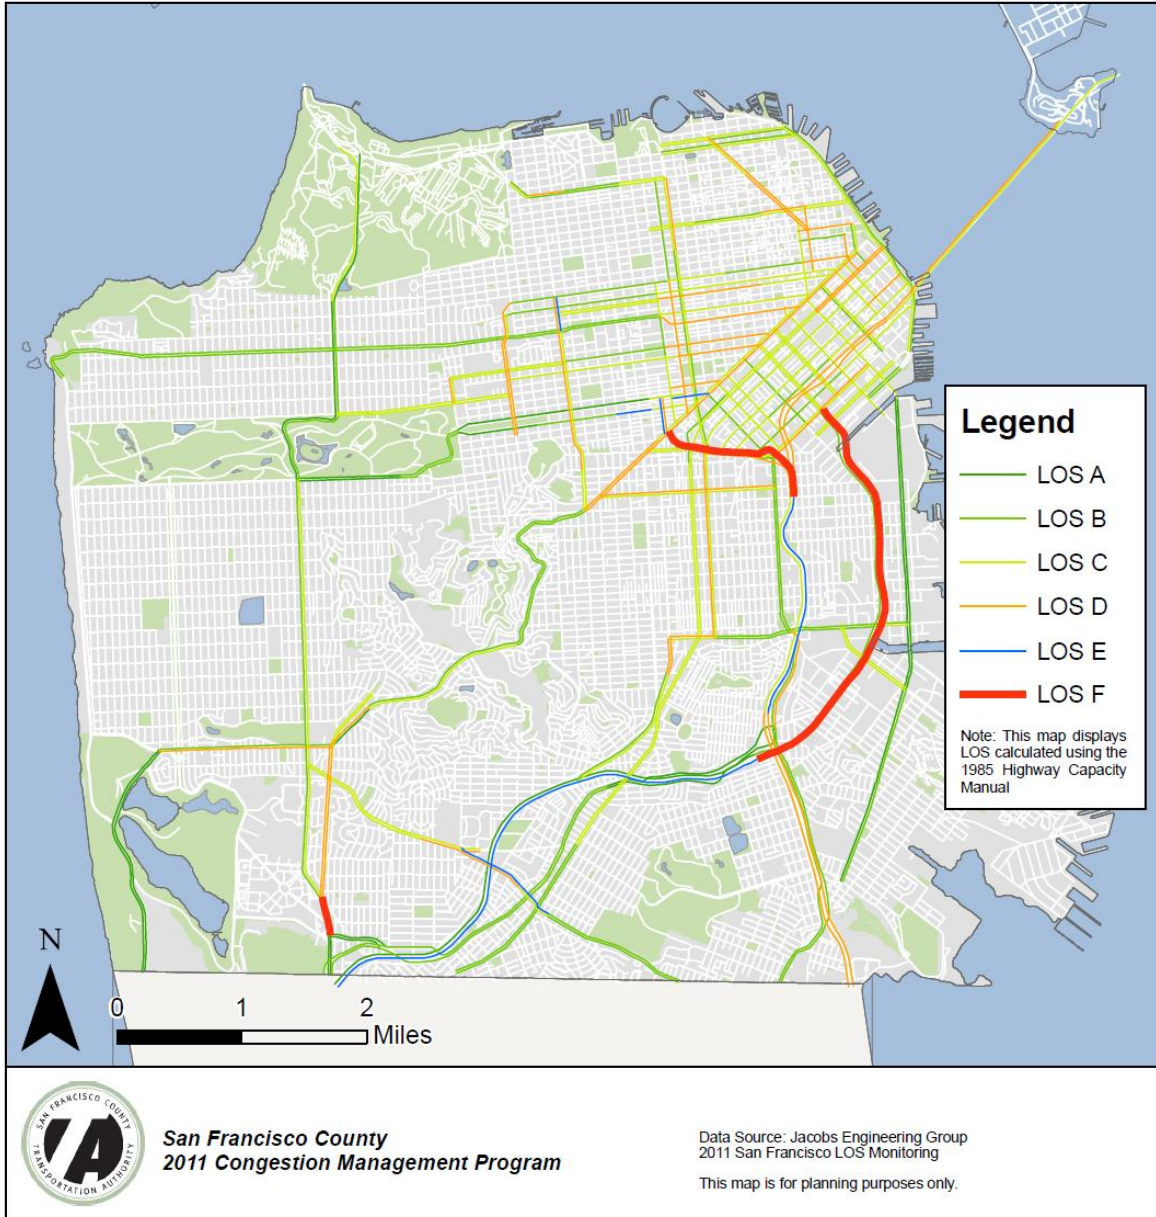 Legend
LOS A
LOS B
LOS C
LOS D
LOS E
LOS F
Note: This map displays
LOS calculated using the
1985 Highway Capacity
Manual
N
0 1 2
Miles
SAN FRANCISCO COUNTY
TRANSPORTATION AUTHORITY
San Francisco County
2011 Congestion Management Program
Data Source: Jacobs Engineering Group
2011 San Francisco LOS Monitoring
This map is for planning purposes only.